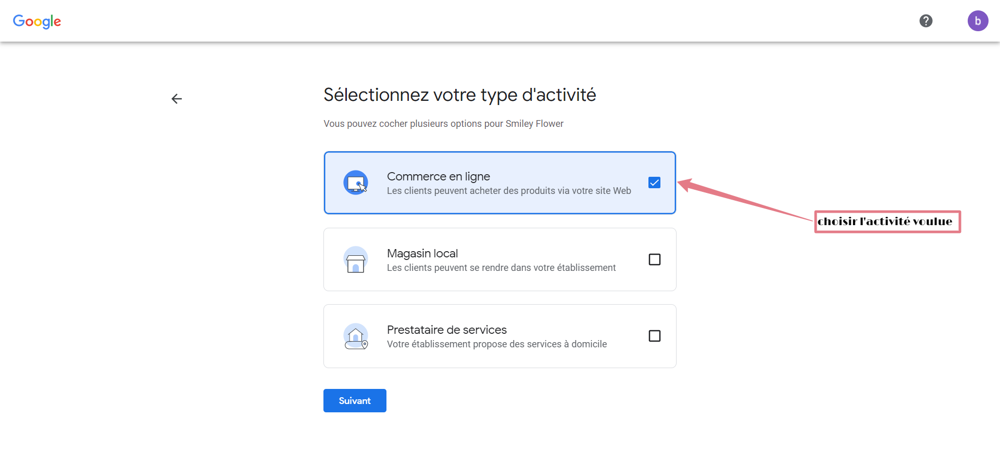 Google
b
Sélectionnez votre type d'activité
Vous pouvez cocher plusieurs options pour Smiley Flower
Commerce en ligne
Les clients peuvent acheter des produits via votre site Web
choisir l'activité voulue
Magasin local
Les clients peuvent se rendre dans votre établissement
Prestataire de services
Votre établissement propose des services à domicile
Suivant